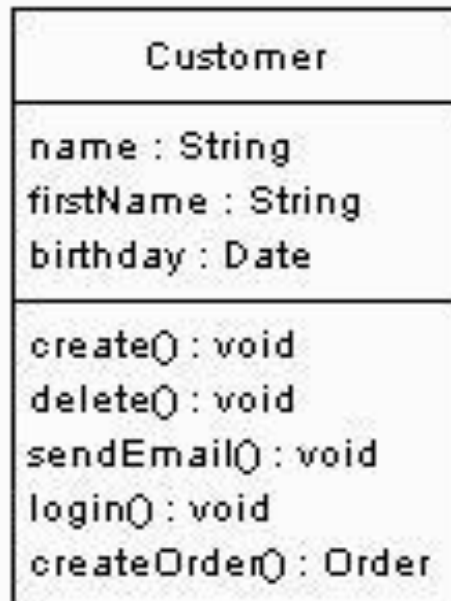 Customer
name : String
firstName : String
birthday : Date
create() : void
delete() : void
sendEmail() : void
login() : void
createOrder() : Order